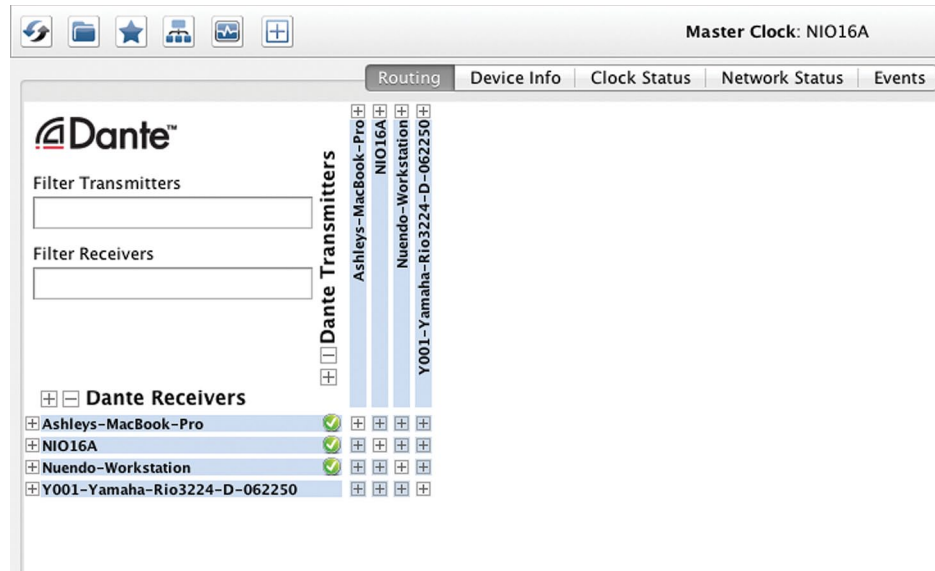 Master Clock: NIO16A
Routing
Device Info
Clock Status
Network Status
Events
Dante™
Filter Transmitters
Filter Receivers
Dante Transmitters
Ashleys-MacBook-Pro
NIO16A
Nuendo-Workstation
Y001-Yamaha-Rio3224-D-062250
Dante Receivers
Ashleys-MacBook-Pro
NIO16A
Nuendo-Workstation
Y001-Yamaha-Rio3224-D-062250